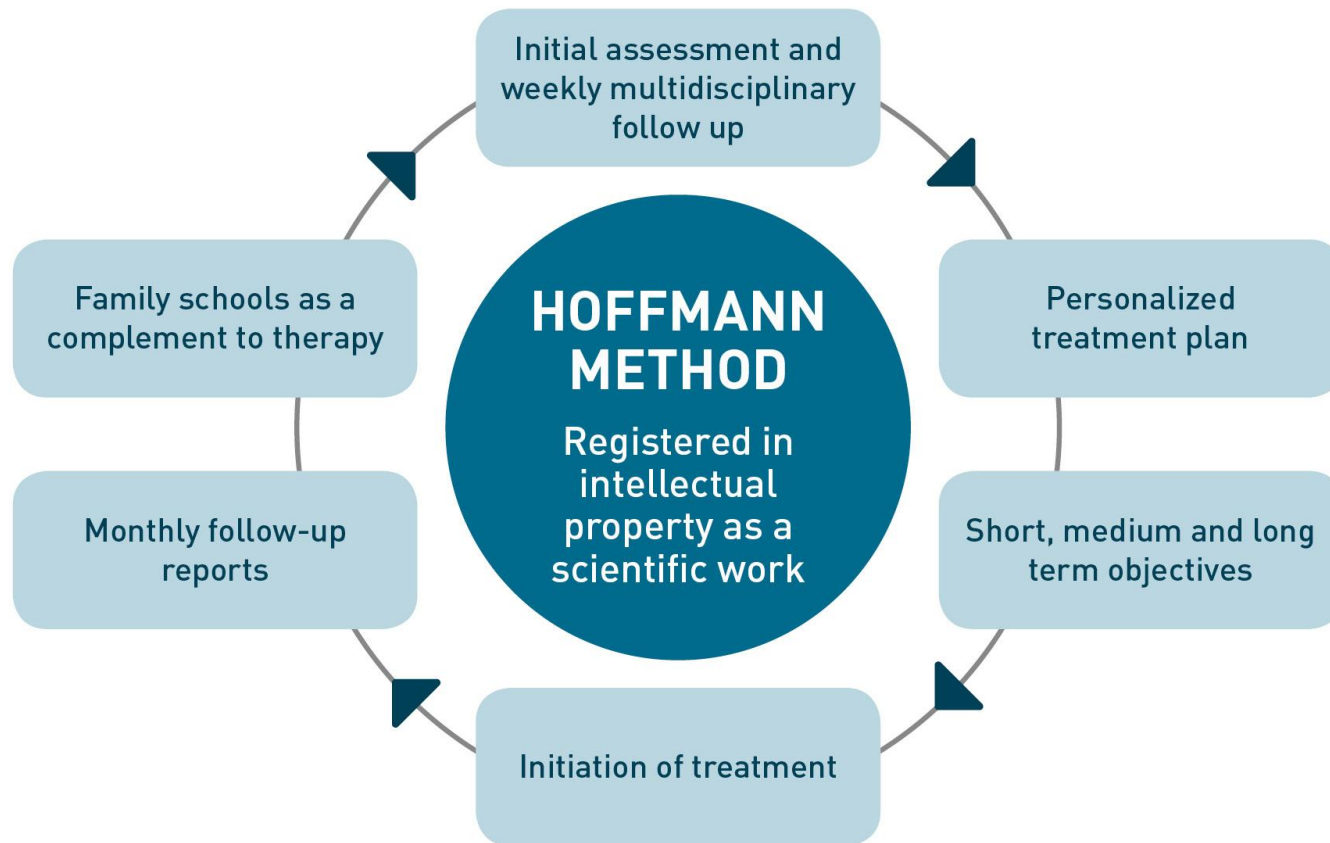 Initial assessment and
weekly multidisciplinary
follow up
Personalized
treatment plan
Short, medium and long
term objectives
Initiation of treatment
Monthly follow-up
reports
Family schools as a
complement to therapy
HOFFMANN
METHOD
Registered in
intellectual
property as a
scientific work